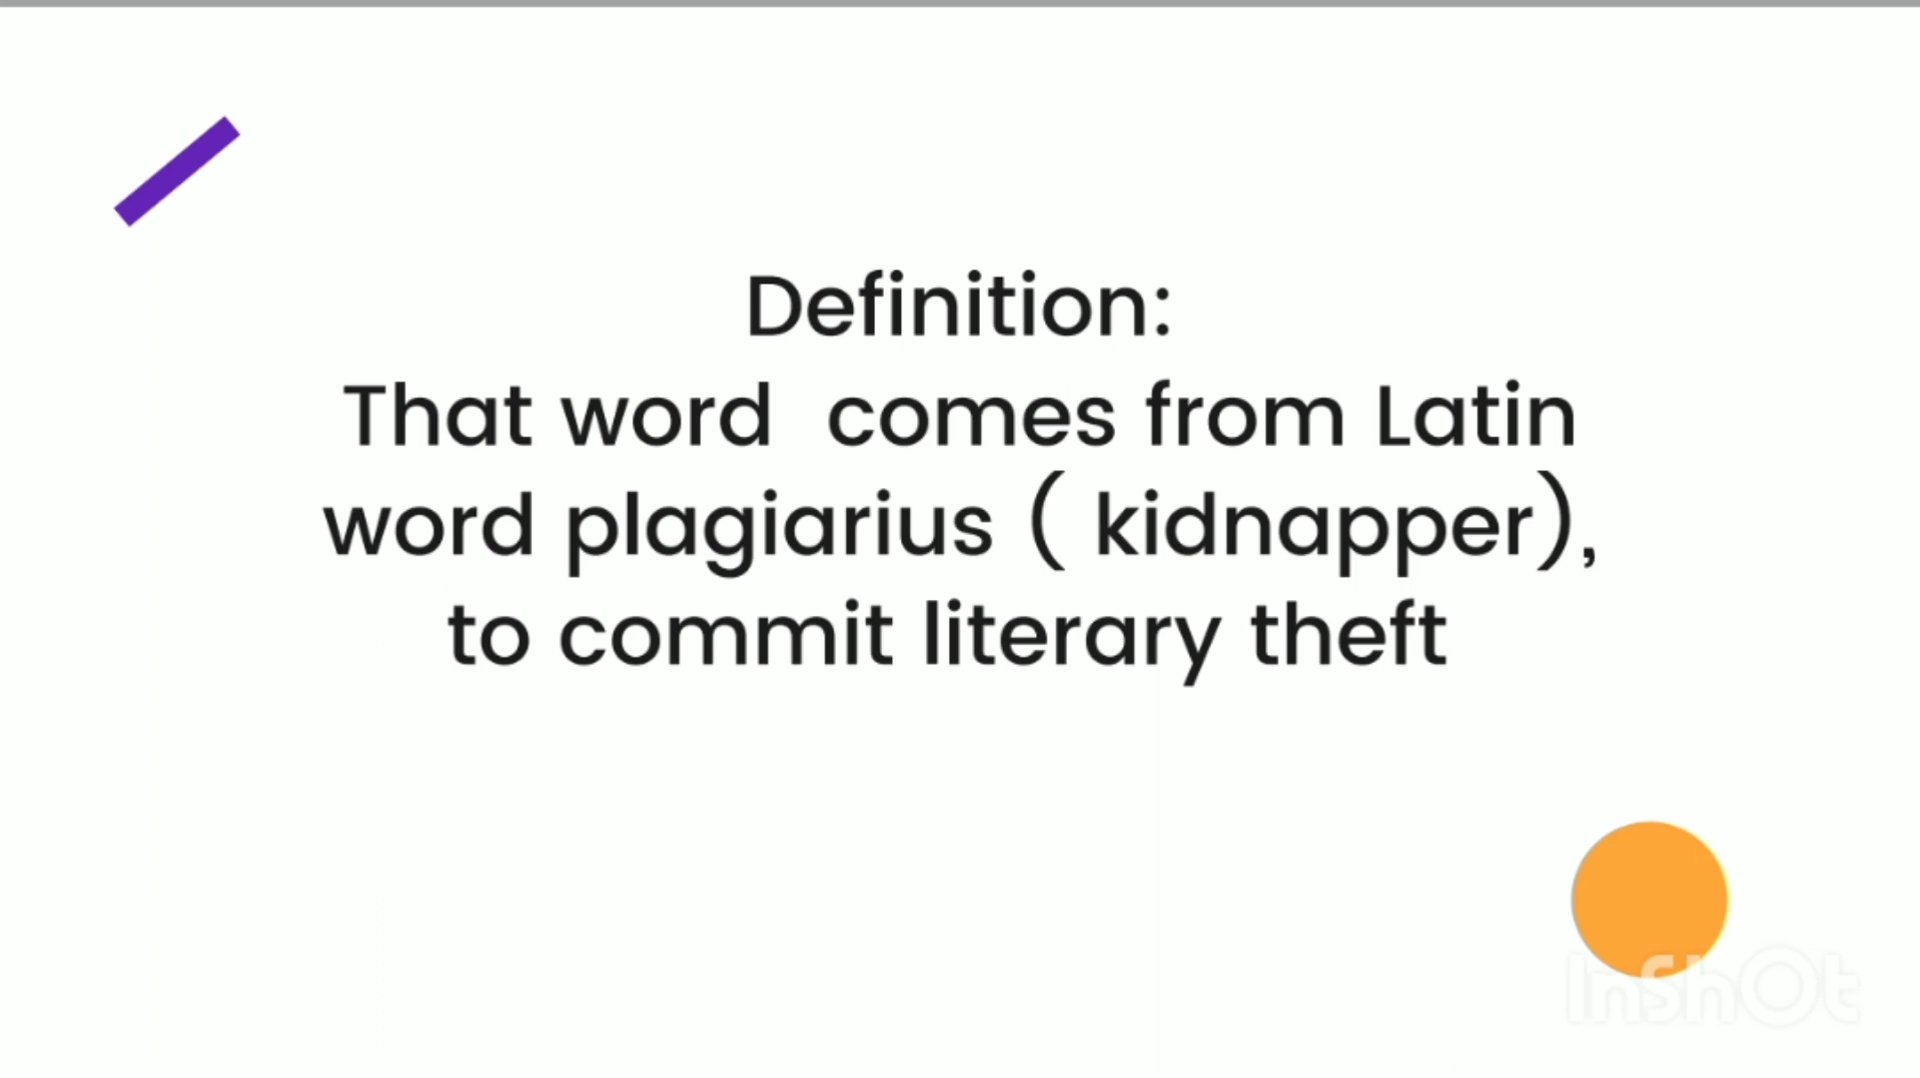 Definition:
That word  comes from Latin
word plagiarius ( kidnapper),
to commit literary theft
InShOt